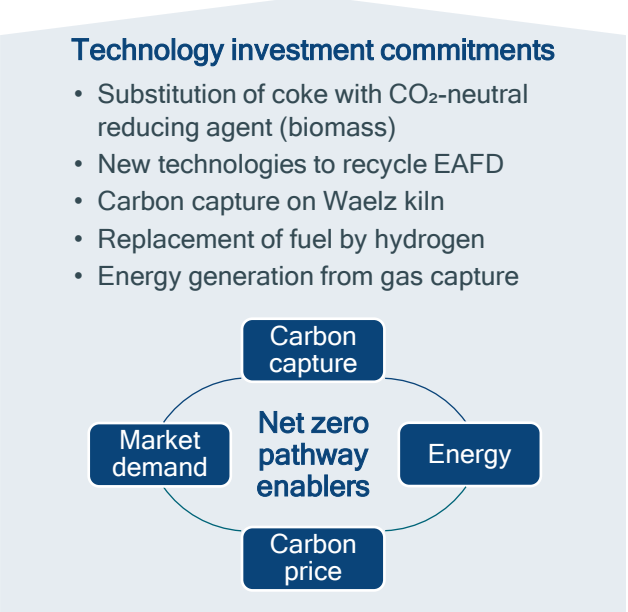 Technology investment commitments
• Substitution of coke with CO₂-neutral
reducing agent (biomass)
• New technologies to recycle EAFD
• Carbon capture on Waelz kiln
• Replacement of fuel by hydrogen
• Energy generation from gas capture
Carbon
capture
Market
demand
Net zero
pathway
enablers
Energy
Carbon
price